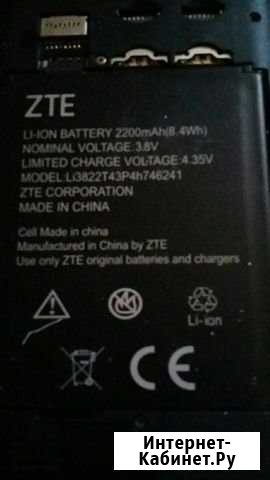 ZTE
LI-ION BATTERY 2200mAh(8.4Wh)
NOMINAL VOLTAGE:3.8V
LIMITED CHARGE VOLTAGE:4.35V
MODEL:Li3822T43P4h746241
ZTE CORPORATION
MADE IN CHINA
Cell Made in china
Manufactured in China by ZTE
Use only ZTE original batteries and chargers
Li-ion
CE
Интернет-
Кабинет.Ру